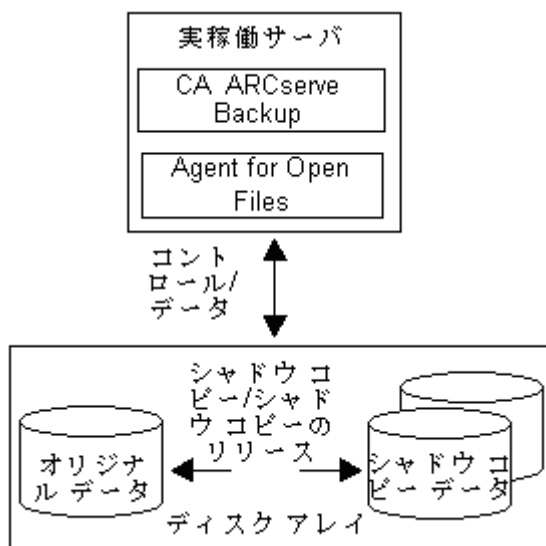 実稼働サーバ
CA ARCserve
Backup
Agent for Open
Files
コント
ロール/
データ
シャドウ コ
ピー/シャド
ウ コピーの
リリース
オリジナ
ル データ
シャドウ コ
ピー データ
ディスク アレイ